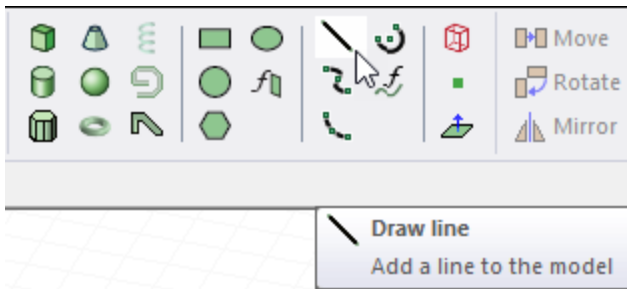 Move
Rotate
Mirror
Draw line
Add a line to the model